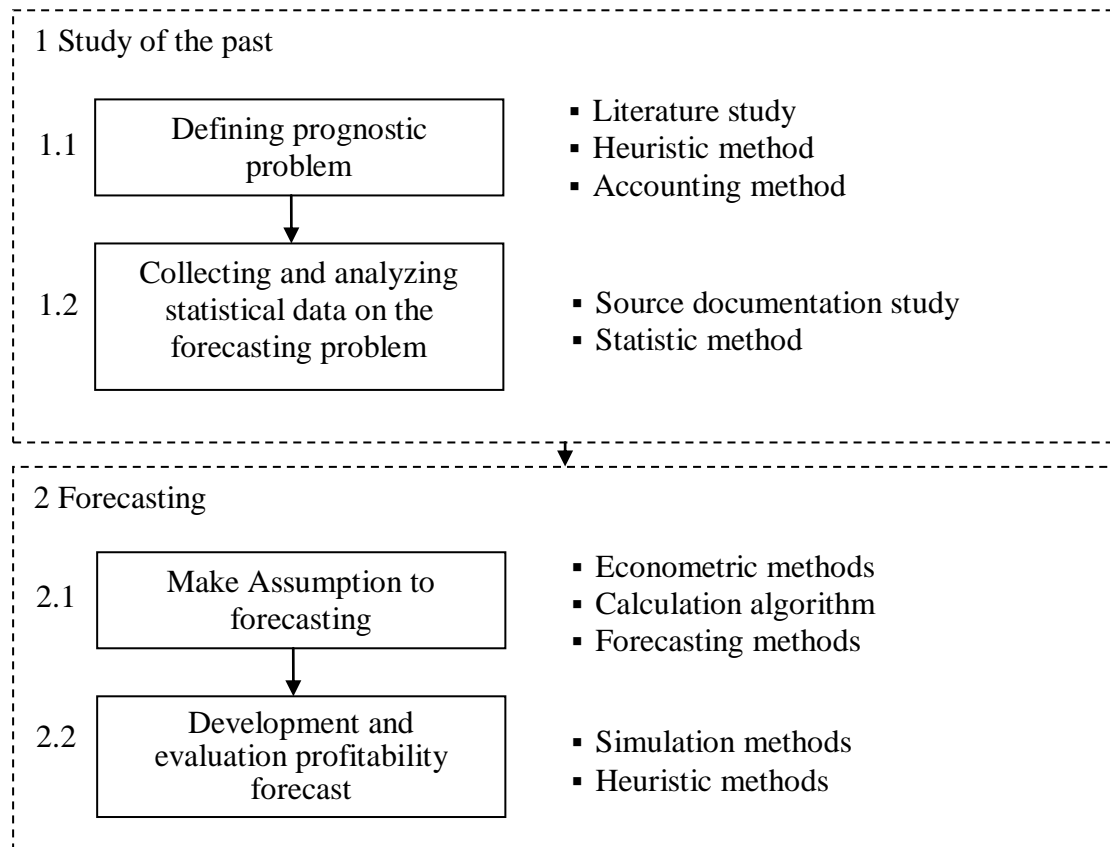 1 Study of the past
1.1
Defining prognostic
problem
▪ Literature study
▪ Heuristic method
▪ Accounting method
1.2
Collecting and analyzing
statistical data on the
forecasting problem
▪ Source documentation study
▪ Statistic method
2 Forecasting
2.1
Make Assumption to
forecasting
▪ Econometric methods
▪ Calculation algorithm
▪ Forecasting methods
2.2
Development and
evaluation profitability
forecast
▪ Simulation methods
▪ Heuristic methods